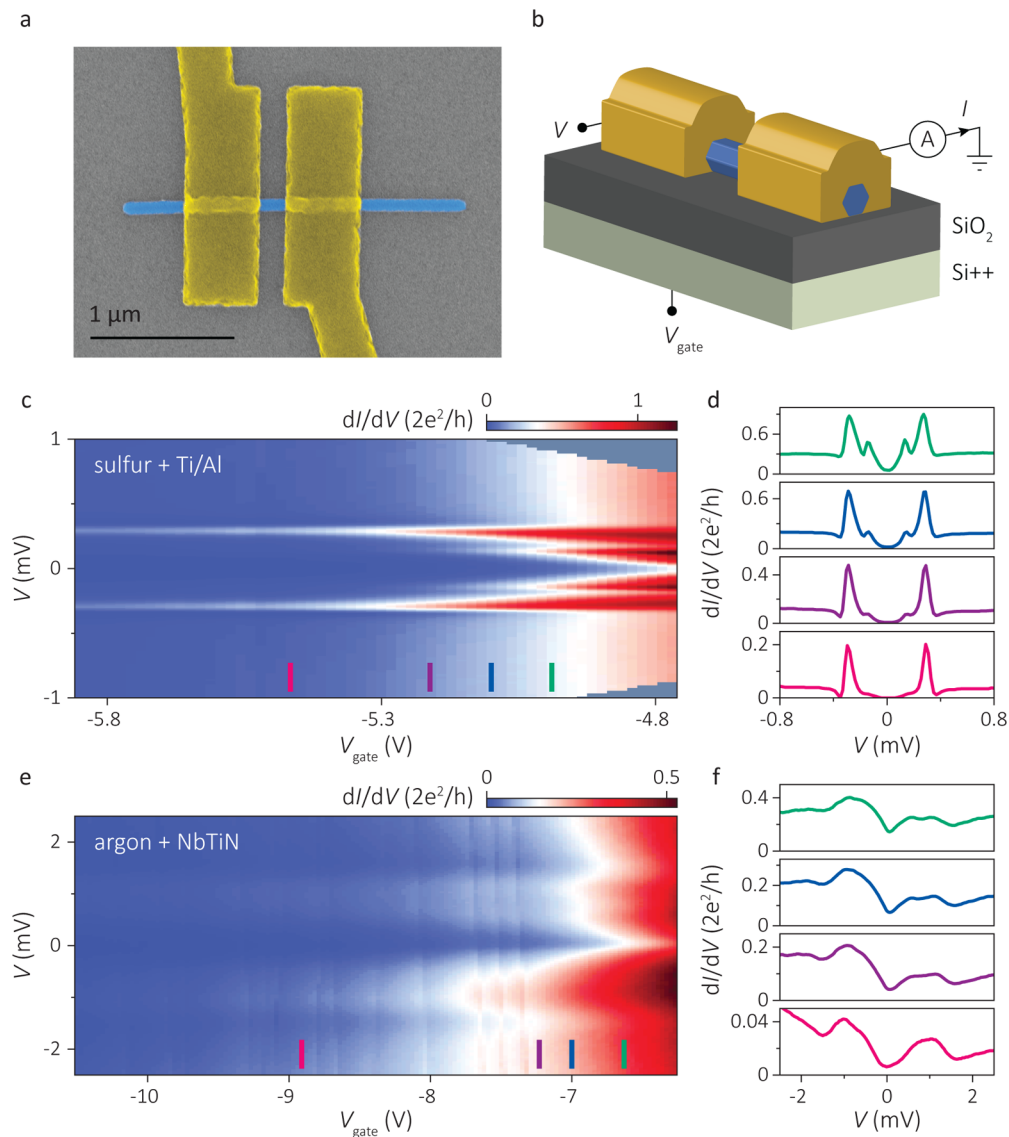 a
b
1 μm
V
A
I
SiO2
Si++
Vgate
c
dI/dV (2e²/h)
0
1
sulfur + Ti/Al
1
0
-1
V (mV)
-5.8
-5.3
-4.8
Vgate (V)
d
0.6
0
0.6
0
0.4
0
0.2
0
dI/dV (2e²/h)
-0.8
0
0.8
V (mV)
e
dI/dV (2e²/h)
0
0.5
argon + NbTiN
2
0
-2
V (mV)
-10
-9
-8
-7
Vgate (V)
f
0.4
0
0.2
0
0.2
0
0.04
0
dI/dV (2e²/h)
-2
0
2
V (mV)